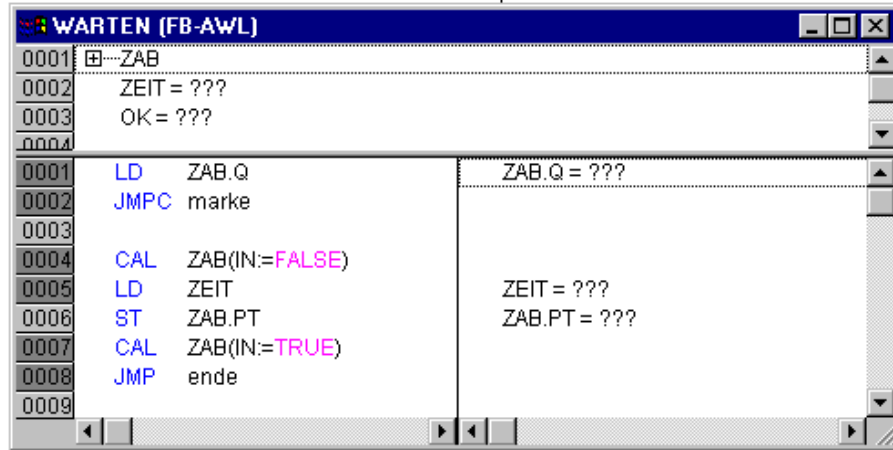 WARTEN (FB-AWL)
0001 ZAB
0002 ZEIT = ???
0003 OK = ???
0004
0001 LD ZAB.Q ZAB.Q = ???
0002 JMPC marke
0003
0004 CAL ZAB(IN:=FALSE)
0005 LD ZEIT ZEIT = ???
0006 ST ZAB.PT ZAB.PT = ???
0007 CAL ZAB(IN:=TRUE)
0008 JMP ende
0009